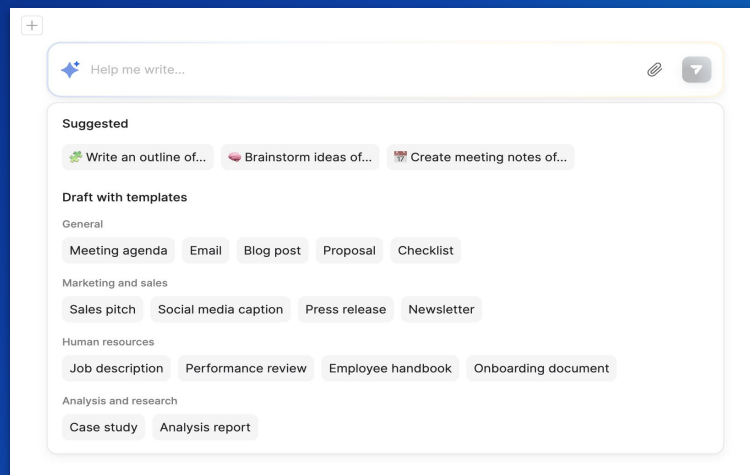 Help me write...
Suggested
Write an outline of... Brainstorm ideas of... Create meeting notes of...
Draft with templates
General
Meeting agenda Email Blog post Proposal Checklist
Marketing and sales
Sales pitch Social media caption Press release Newsletter
Human resources
Job description Performance review Employee handbook Onboarding document
Analysis and research
Case study Analysis report